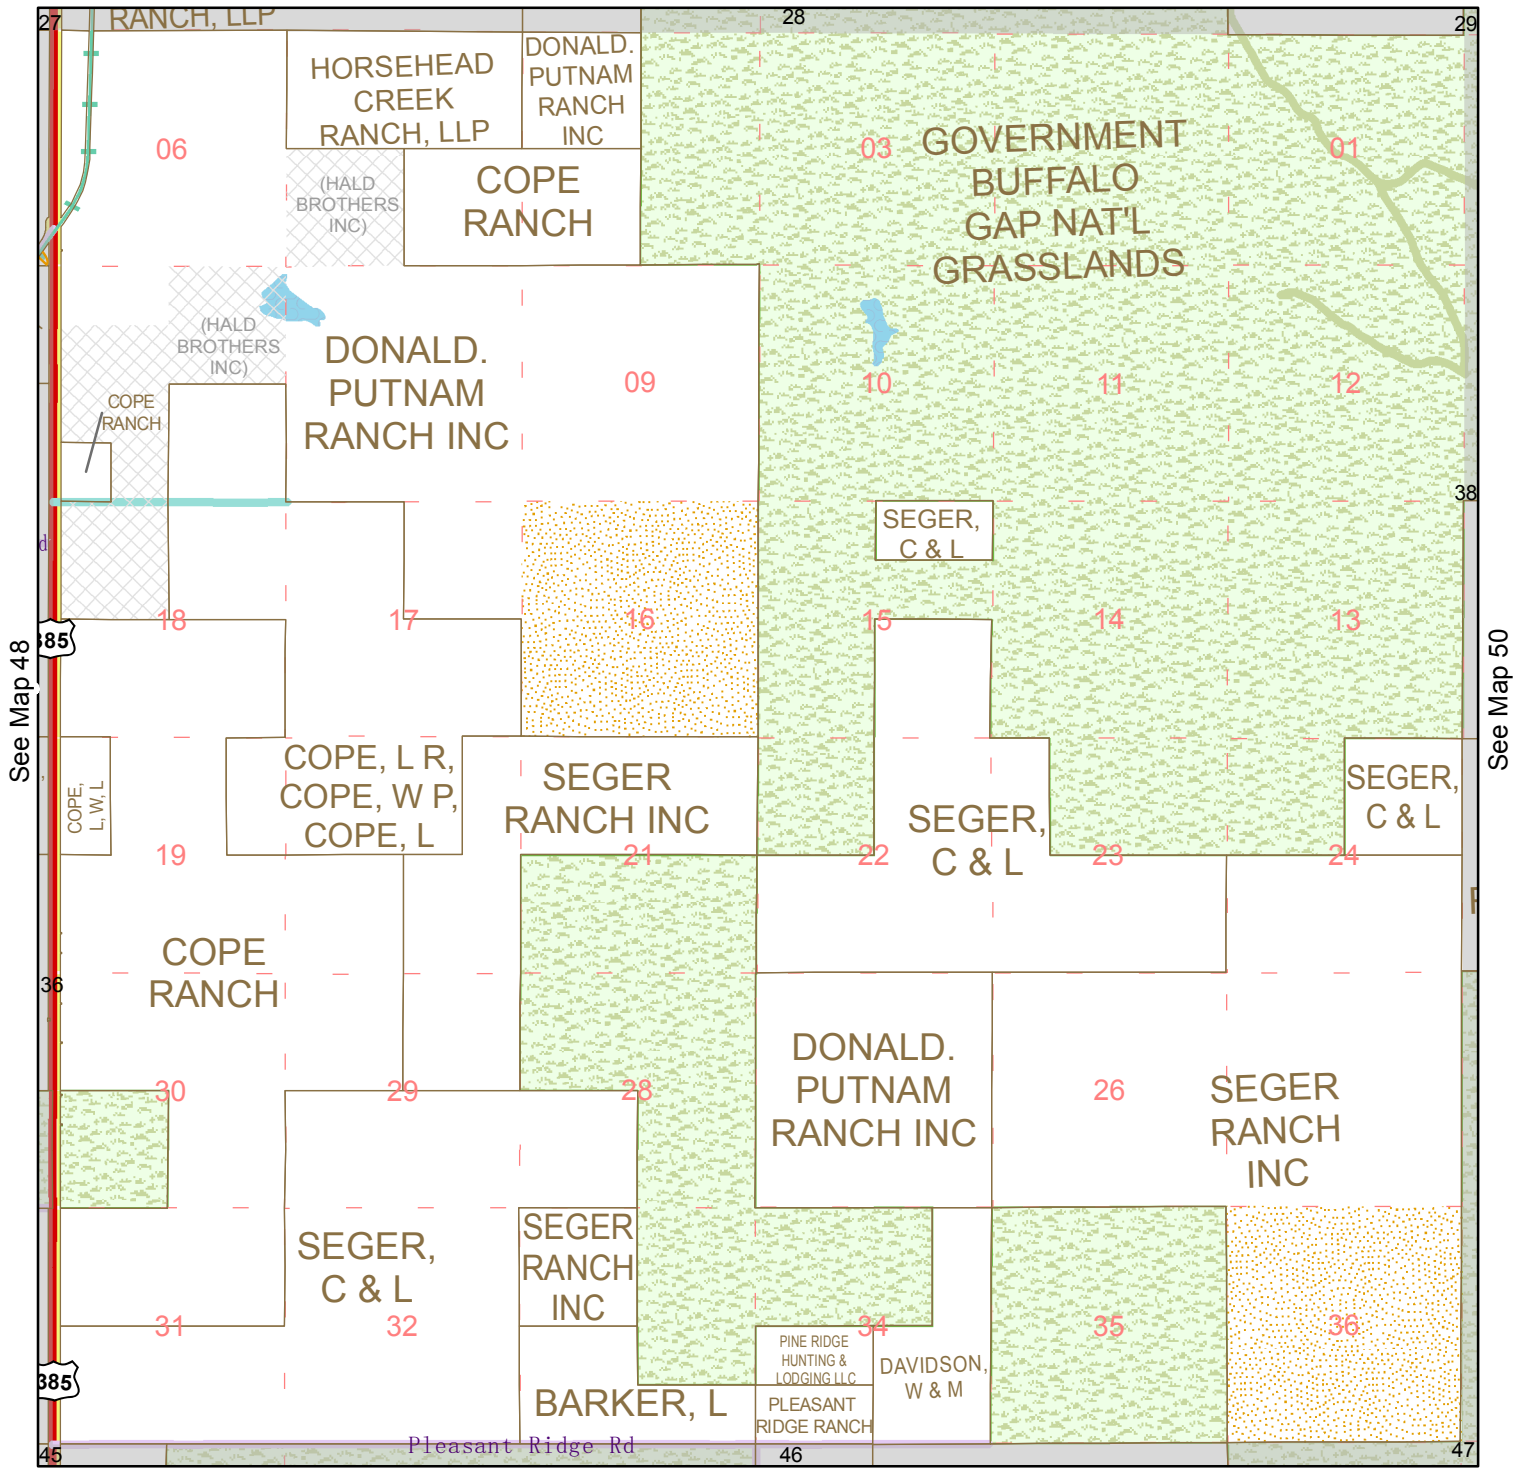 27
RANCH, LLP
28
29
HORSEHEAD
CREEK
RANCH, LLP
DONALD.
PUTNAM
RANCH
INC
06
03
GOVERNMENT
BUFFALO
GAP NAT'L
GRASSLANDS
01
(HALD
BROTHERS
INC)
COPE
RANCH
(HALD
BROTHERS
INC)
DONALD.
PUTNAM
RANCH INC
09
10
11
12
COPE
RANCH
38
SEGER,
C & L
d
18
17
16
15
14
13
385
See Map 48
See Map 50
COPE,
L, W, L
COPE, L R,
COPE, W P,
COPE, L
SEGER
RANCH INC
SEGER,
C & L
SEGER,
C & L
19
21
22
23
24
COPE
RANCH
36
DONALD.
PUTNAM
RANCH INC
30
29
28
26
SEGER
RANCH
INC
SEGER,
C & L
SEGER
RANCH
INC
31
32
34
35
36
PINE RIDGE
HUNTING &
LODGING LLC
DAVIDSON,
W & M
385
BARKER, L
PLEASANT
RIDGE RANCH
Pleasant Ridge Rd
45
46
47